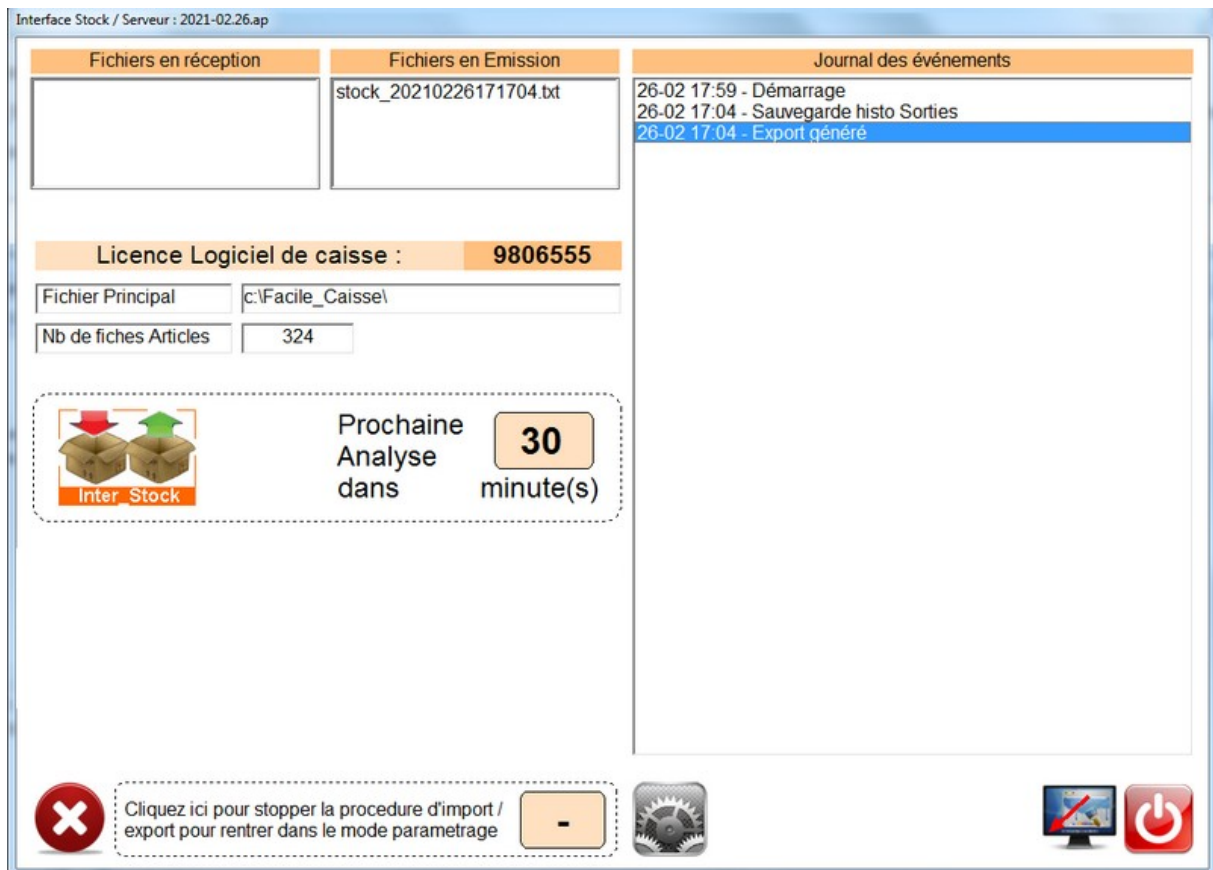 Interface Stock / Serveur : 2021-02.26.ap
Fichiers en réception
Fichiers en Emission
stock_20210226171704.txt
Journal des événements
26-02 17:59 - Démarrage
26-02 17:04 - Sauvegarde histo Sorties
26-02 17:04 - Export généré
Licence Logiciel de caisse : 9806555
Fichier Principal c:\Facile_Caisse\
Nb de fiches Articles 324
Inter_Stock
Prochaine
Analyse
dans
30
minute(s)
Cliquez ici pour stopper la procedure d'import /
export pour rentrer dans le mode parametrage
-